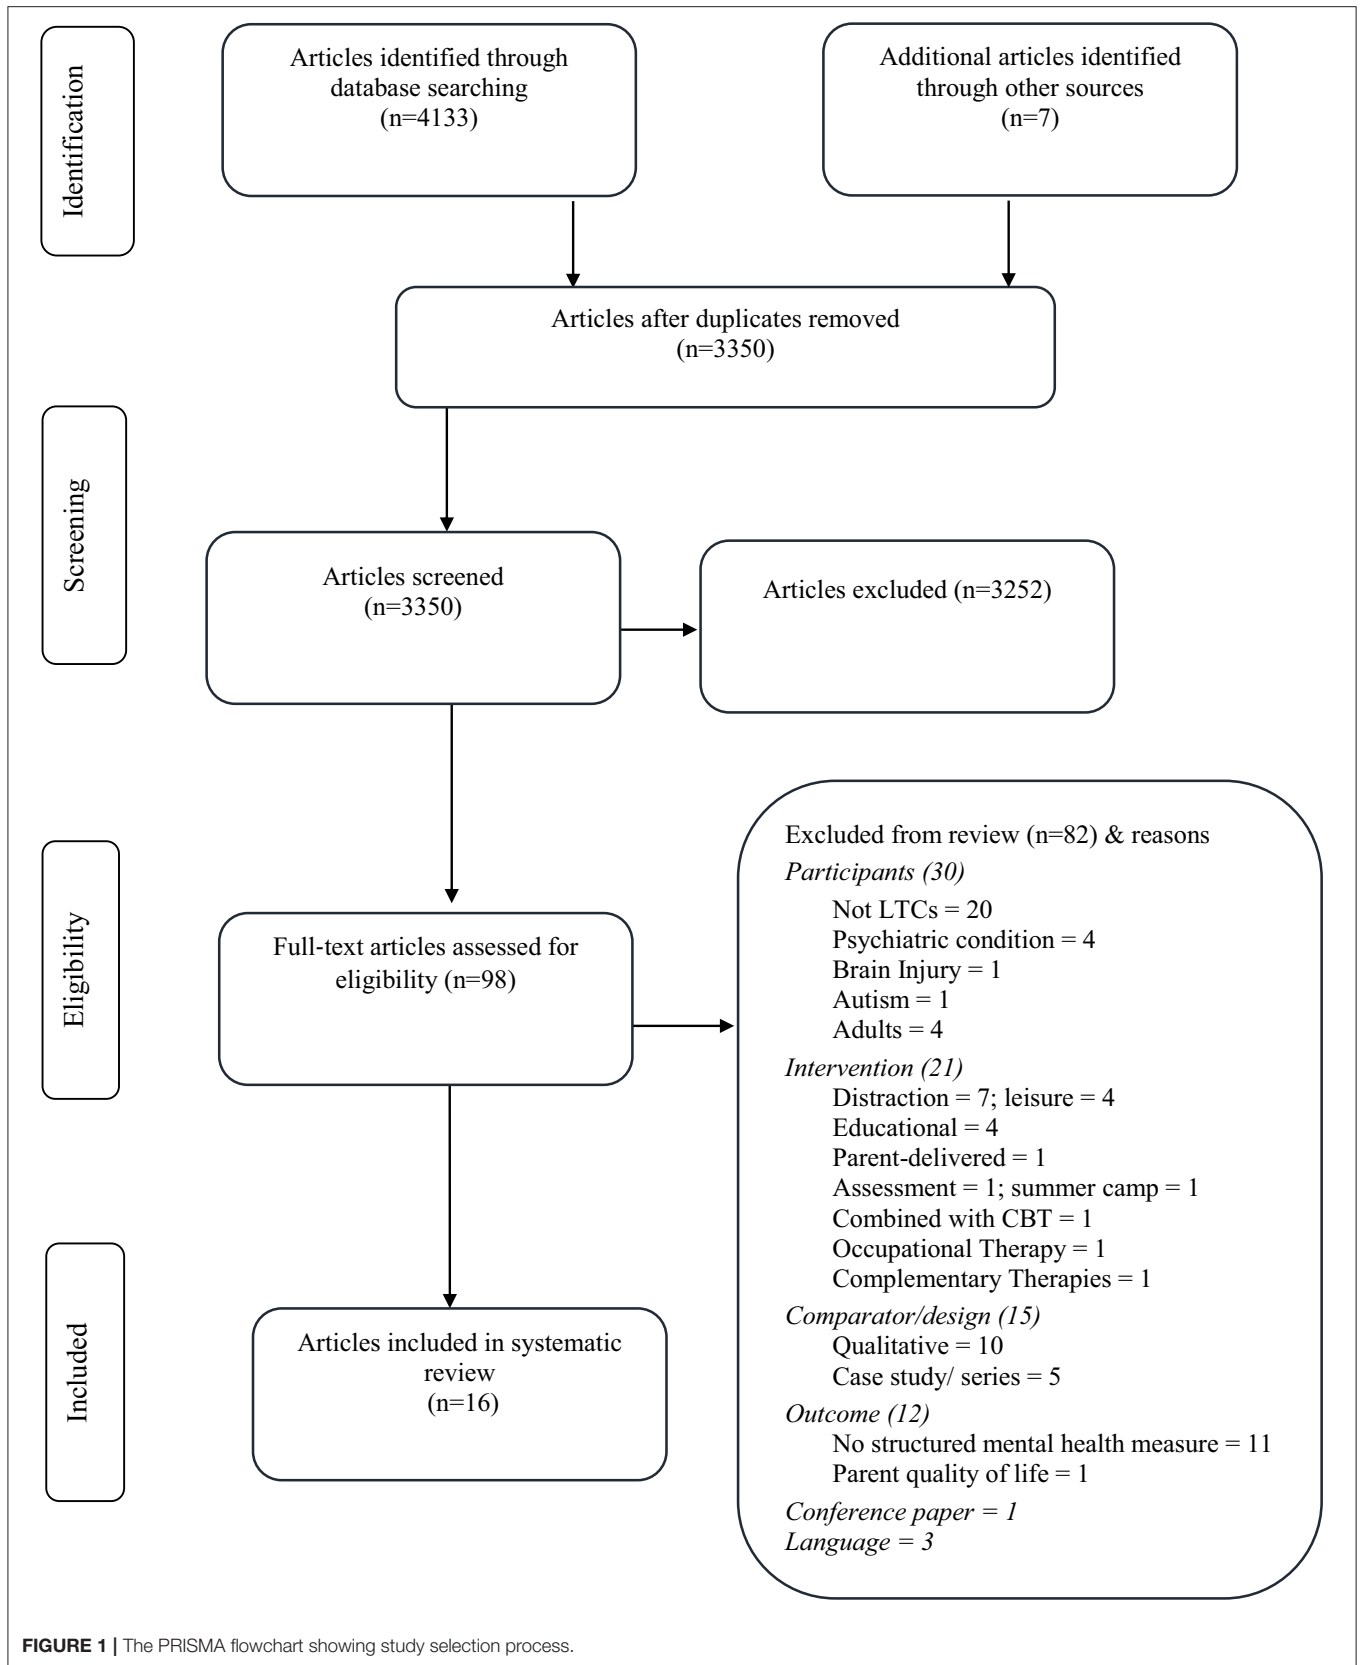 Identification
Articles identified through
database searching
(n=4133)
Additional articles identified
through other sources
(n=7)
Articles after duplicates removed
(n=3350)
Screening
Articles screened
(n=3350)
Articles excluded (n=3252)
Eligibility
Full-text articles assessed for
eligibility (n=98)
Excluded from review (n=82) & reasons
Participants (30)
Not LTCs = 20
Psychiatric condition = 4
Brain Injury = 1
Autism = 1
Adults = 4
Intervention (21)
Distraction = 7; leisure = 4
Educational = 4
Parent-delivered = 1
Assessment = 1; summer camp = 1
Combined with CBT = 1
Occupational Therapy = 1
Complementary Therapies = 1
Comparator/design (15)
Qualitative = 10
Case study/ series = 5
Outcome (12)
No structured mental health measure = 11
Parent quality of life = 1
Conference paper = 1
Language = 3
Included
Articles included in systematic
review
(n=16)
FIGURE 1 | The PRISMA flowchart showing study selection process.